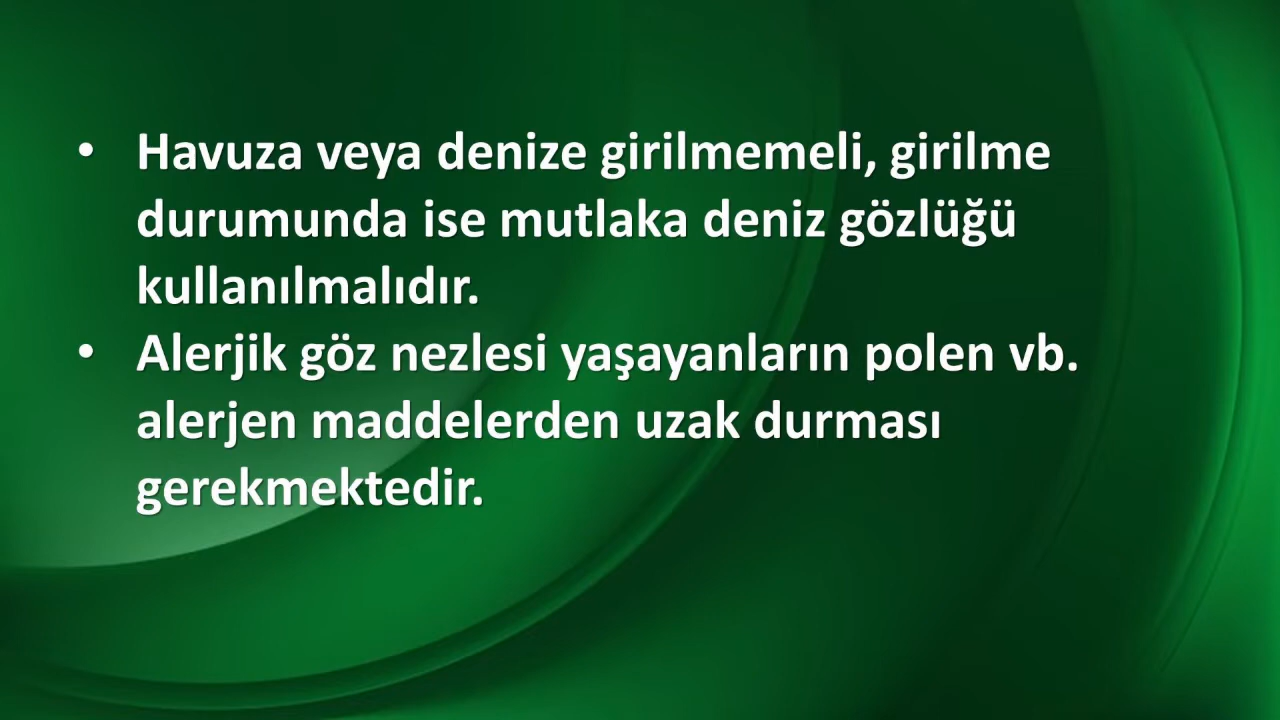 • Havuza veya denize girilmemeli, girilme
durumunda ise mutlaka deniz gözlüğü
kullanılmalıdır.
• Alerjik göz nezlesi yaşayanların polen vb.
alerjen maddelerden uzak durması
gerekmektedir.